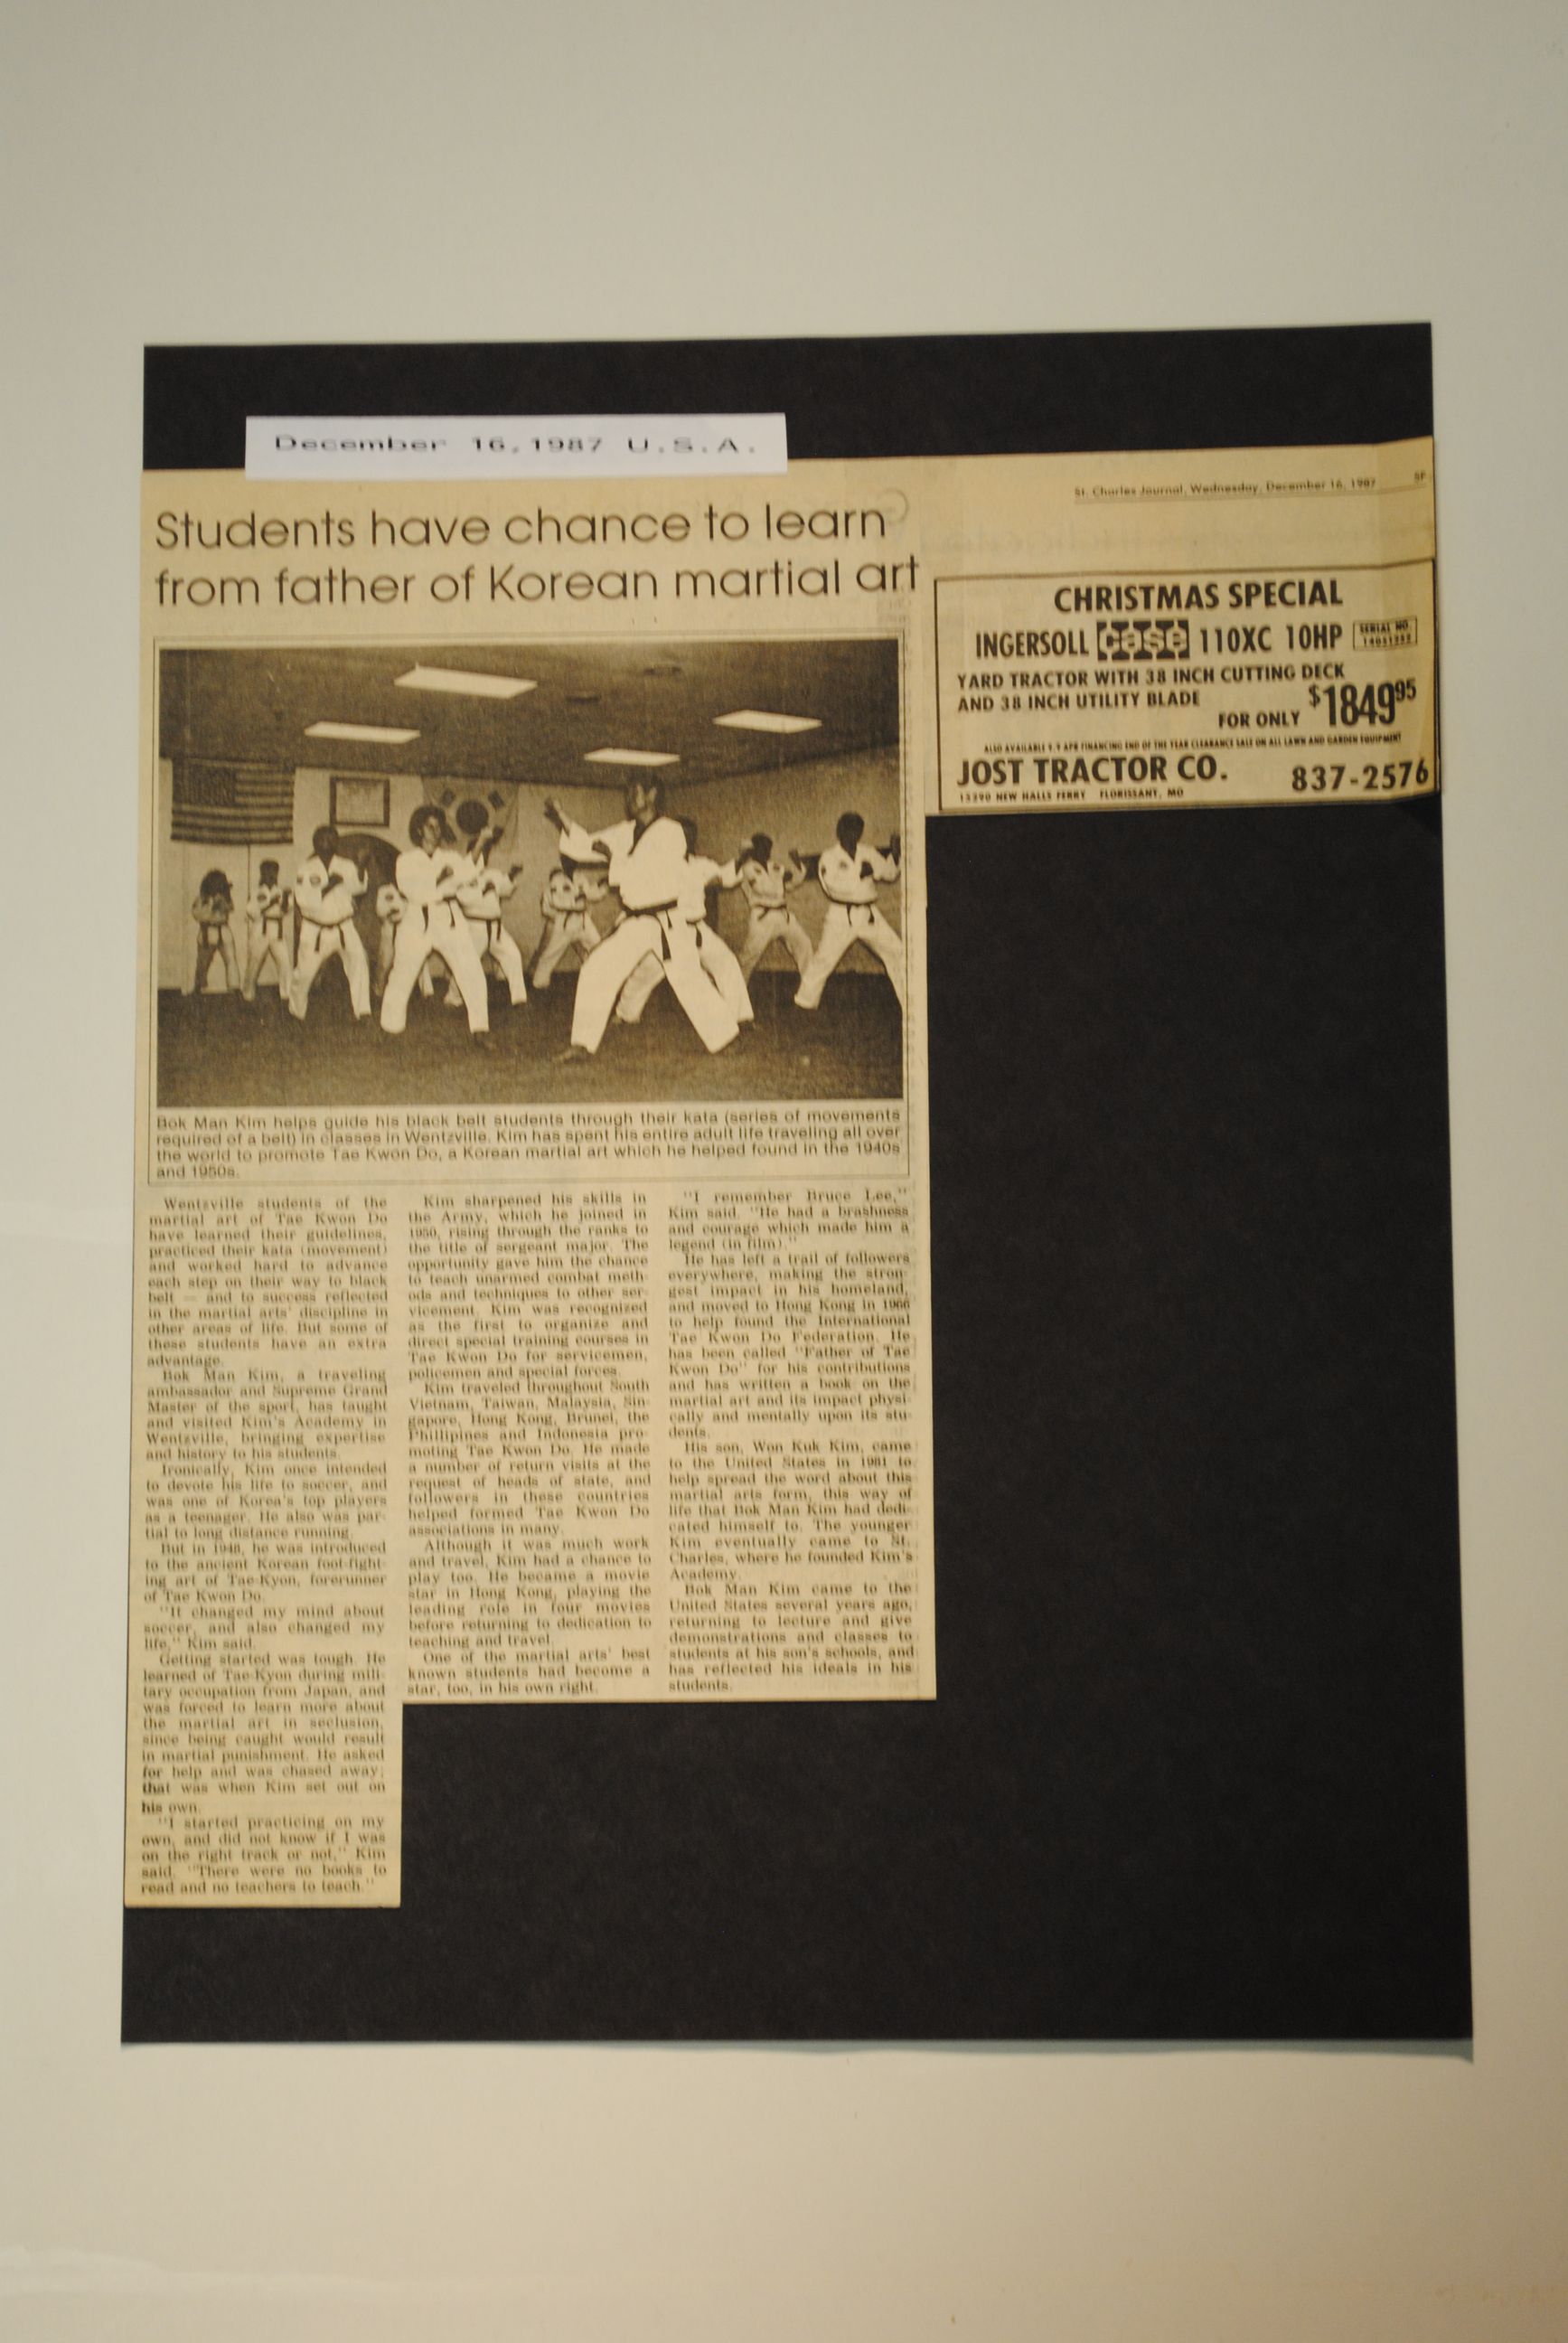 December 16, 1987 U.S.A.
St. Charles Journal, Wednesday, December 16, 1987
Students have chance to learn
from father of Korean martial art
CHRISTMAS SPECIAL
INGERSOLL case 110XC 10HP
SERIAL NO.
YARD TRACTOR WITH 38 INCH CUTTING DECK
AND 38 INCH UTILITY BLADE
FOR ONLY $1849 95
ALSO AVAILABLE 9.9 APR FINANCING END OF THE YEAR CLEARANCE SALE ON ALL LAWN AND GARDEN EQUIPMENT
JOST TRACTOR CO. 837-2576
NEW HALLS FERRY FLORISSANT, MO
Bok Man Kim helps guide his black belt students through their kata (series of movements
required of a belt) in classes in Wentzville. Kim has spent his entire adult life traveling all over
the world to promote Tae Kwon Do, a Korean martial art which he helped found in the 1940s
and 1950s.
Wentzville students of the
martial art of Tae Kwon Do
have learned their guidelines,
practiced their kata (movement)
and worked hard to advance
each step on their way to black
belt — and to success reflected
in the martial arts' discipline in
other areas of life. But some of
these students have an extra
advantage.
Bok Man Kim, a traveling
ambassador and Supreme Grand
Master of the sport, has taught
and visited Kim's Academy in
Wentzville, bringing expertise
and history to his students.
Ironically, Kim once intended
to devote his life to soccer, and
was one of Korea's top players
as a teenager. He also was par-
tial to long distance running.
But in 1948, he was introduced
to the ancient Korean foot-fight-
ing art of Tae-Kyon, forerunner
of Tae Kwon Do.
"It changed my mind about
soccer, and also changed my
life," Kim said.
Getting started was tough. He
learned of Tae-Kyon during mili-
tary occupation from Japan, and
was forced to learn more about
the martial art in seclusion,
since being caught would result
in martial punishment. He asked
for help and was chased away;
that was when Kim set out on
his own.
"I started practicing on my
own, and did not know if I was
on the right track or not," Kim
said. "There were no books to
read and no teachers to teach."
Kim sharpened his skills in
the Army, which he joined in
1950, rising through the ranks to
the title of sergeant major. The
opportunity gave him the chance
to teach unarmed combat meth-
ods and techniques to other ser-
vicement. Kim was recognized
as the first to organize and
direct special training courses in
Tae Kwon Do for servicemen,
policemen and special forces.
Kim traveled throughout South
Vietnam, Taiwan, Malaysia, Sin-
gapore, Hong Kong, Brunei, the
Phillipines and Indonesia pro-
moting Tae Kwon Do. He made
a number of return visits at the
request of heads of state, and
followers in these countries
helped formed Tae Kwon Do
associations in many.
Although it was much work
and travel, Kim had a chance to
play too. He became a movie
star in Hong Kong, playing the
leading role in four movies
before returning to dedication to
teaching and travel.
One of the martial arts' best
known students had become a
star, too, in his own right.
"I remember Bruce Lee,"
Kim said. "He had a brashness
and courage which made him a
legend (in film)."
He has left a trail of followers
everywhere, making the stron-
gest impact in his homeland,
and moved to Hong Kong in 1966
to help found the International
Tae Kwon Do Federation. He
has been called "Father of Tae
Kwon Do" for his contributions
and has written a book on the
martial art and its impact physi-
cally and mentally upon its stu-
dents.
His son, Won Kuk Kim, came
to the United States in 1981 to
help spread the word about this
martial arts form, this way of
life that Bok Man Kim had dedi-
cated himself to. The younger
Kim eventually came to St.
Charles, where he founded Kim's
Academy.
Bok Man Kim came to the
United States several years ago,
returning to lecture and give
demonstrations and classes to
students at his son's schools, and
has reflected his ideals in his
students.